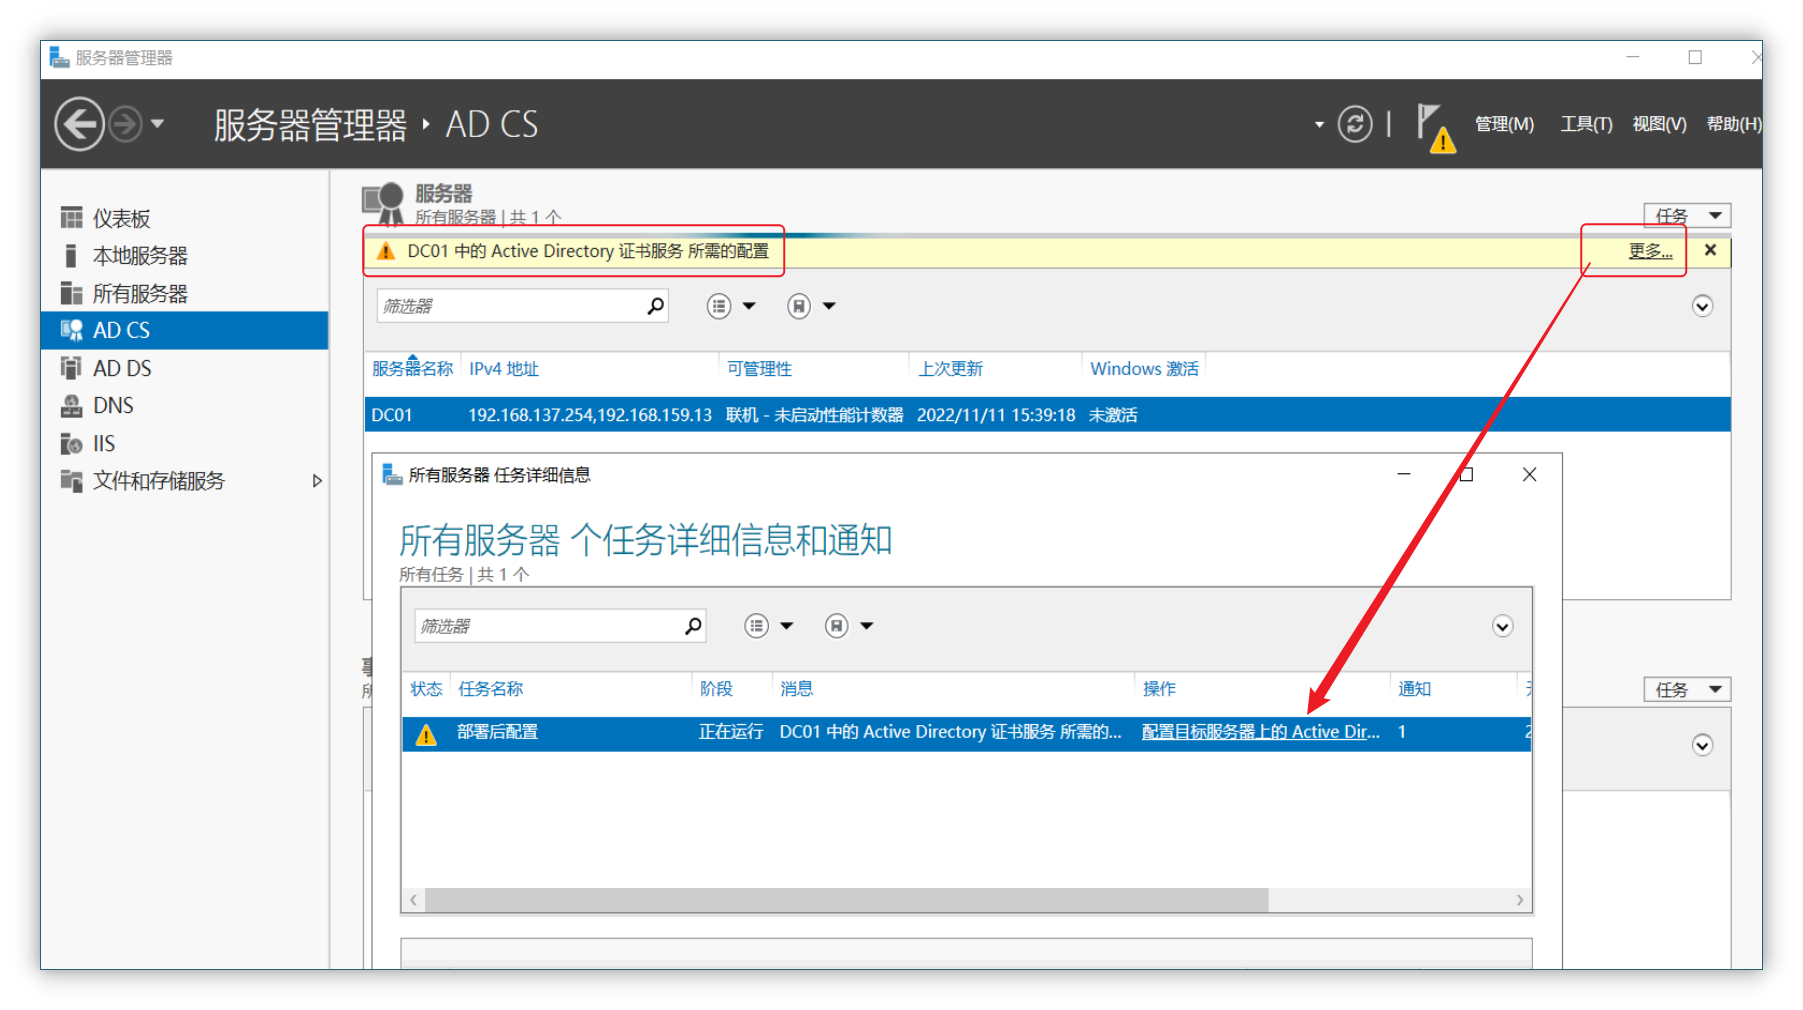 服务器管理器
服务器管理器 AD CS
管理(M) 工具(T) 视图(V) 帮助(H)
仪表板
本地服务器
所有服务器
AD CS
AD DS
DNS
IIS
文件和存储服务
服务器
所有服务器 | 共 1 个
任务
DC01 中的 Active Directory 证书服务 所需的配置
更多...
筛选器
服务器名称 IPv4 地址 可管理性 上次更新 Windows 激活
DC01 192.168.137.254,192.168.159.13 联机 - 未启动性能计数器 2022/11/11 15:39:18 未激活
所有服务器 任务详细信息
所有服务器 个任务详细信息和通知
所有任务 | 共 1 个
筛选器
任务
状态 任务名称 阶段 消息 操作 通知
部署后配置 正在运行 DC01 中的 Active Directory 证书服务 所需的... 配置目标服务器上的 Active Dir... 1